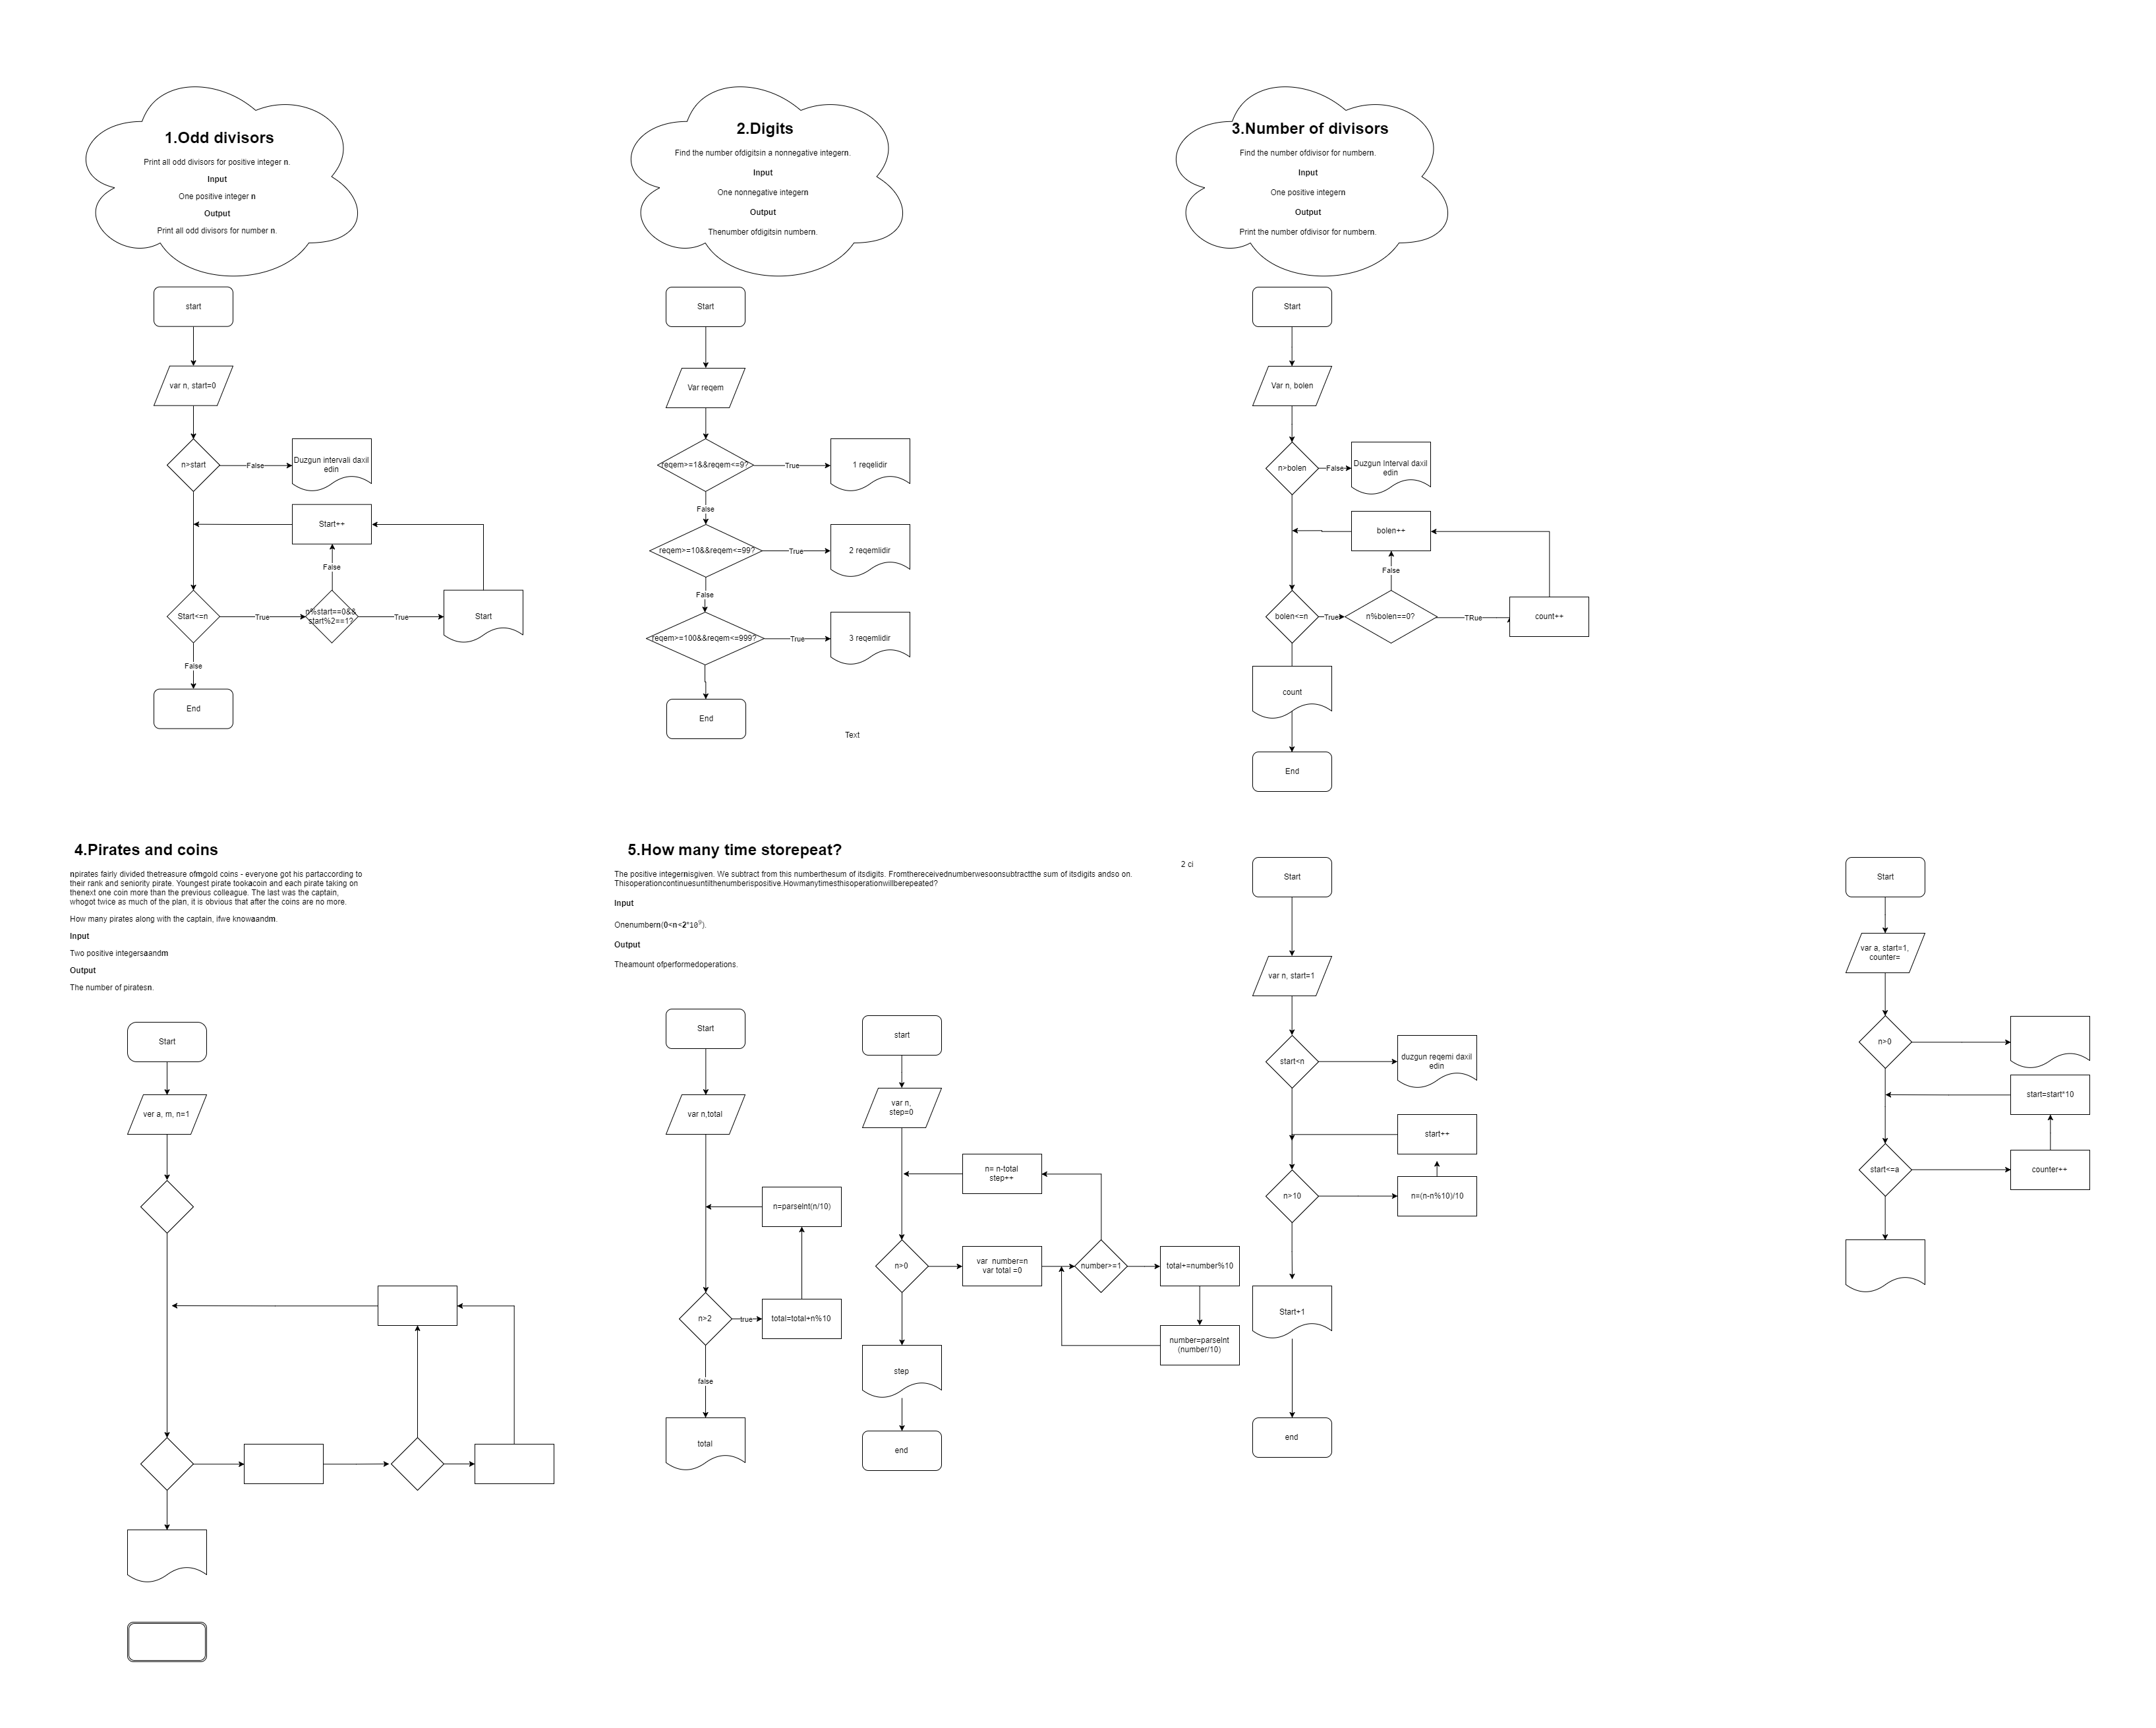 1.Odd divisors
Print all odd divisors for positive integer n.
Input
One positive integer n
Output
Print all odd divisors for number n.
start
var n, start=0
n>start
False
Duzgun intervali daxil
edin
Start++
False
Start<=n
True
n%start==0&&
start%2==1?
True
Start
False
End
2.Digits
Find the number ofdigitsin a nonnegative integern.
Input
One nonnegative integern
Output
Thenumber ofdigitsin numbern.
Start
Var reqem
reqem>=1&&reqem<=9?
True
1 reqelidir
False
reqem>=10&&reqem<=99?
True
2 reqemlidir
False
reqem>=100&&reqem<=999?
True
3 reqemlidir
End
Text
3.Number of divisors
Find the number ofdivisor for numbern.
Input
One positive integern
Output
Print the number ofdivisor for numbern.
Start
Var n, bolen
n>bolen
False
Duzgun Interval daxil
edin
bolen++
False
bolen<=n
True
n%bolen==0?
TRue
count++
count
End
4.Pirates and coins
npirates fairly divided thetreasure ofmgold coins - everyone got his partaccording to
their rank and seniority pirate. Youngest pirate tookacoin and each pirate taking on
thenext one coin more than the previous colleague. The last was the captain,
whogot twice as much of the plan, it is obvious that after the coins are no more.
How many pirates along with the captain, ifwe knowaandm.
Input
Two positive integersaandm
Output
The number of piratesn.
Start
ver a, m, n=1
5.How many time storepeat?
The positive integernisgiven. We subtract from this numberthesum of itsdigits. Fromthereceivednumberwesoonsubtractthe sum of itsdigits andso on.
Thisoperationcontinuesuntilthenumberispositive.Howmanytimesthisoperationwillberepeated?
Input
Onenumbern(0<n<2*10⁹).
Output
Theamount ofperformedoperations.
Start
var n,total
n=parseInt(n/10)
n>2
true
total=total+n%10
false
total
start
var n,
step=0
n= n-total
step++
n>0
var number=n
var total =0
number>=1
total+=number%10
number=parseInt
(number/10)
step
end
2 ci
Start
var n, start=1
start<n
duzgun reqemi daxil
edin
start++
n>10
n=(n-n%10)/10
Start+1
end
Start
var a, start=1,
counter=
n>0
start=start*10
start<=a
counter++